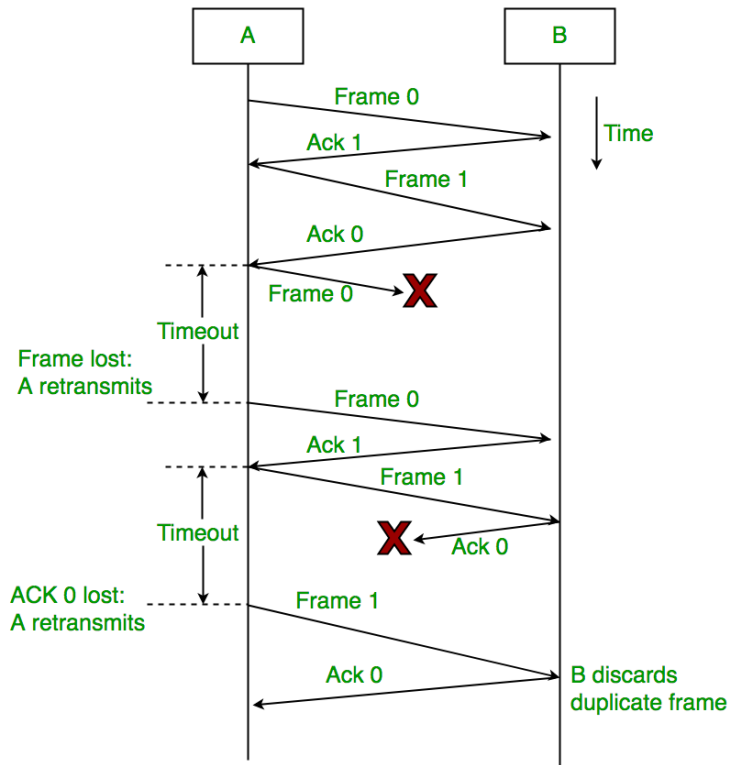 A
B
Frame 0
Time
Ack 1
Frame 1
Ack 0
Frame 0
X
Timeout
Frame lost:
A retransmits
Frame 0
Ack 1
Frame 1
Timeout
X
Ack 0
ACK 0 lost:
A retransmits
Frame 1
Ack 0
B discards
duplicate frame